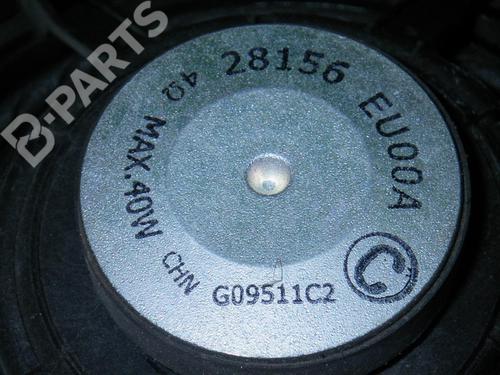 28156 EU00A
4Ω MAX.40W
CHN
G09511C2
C
B-PARTS